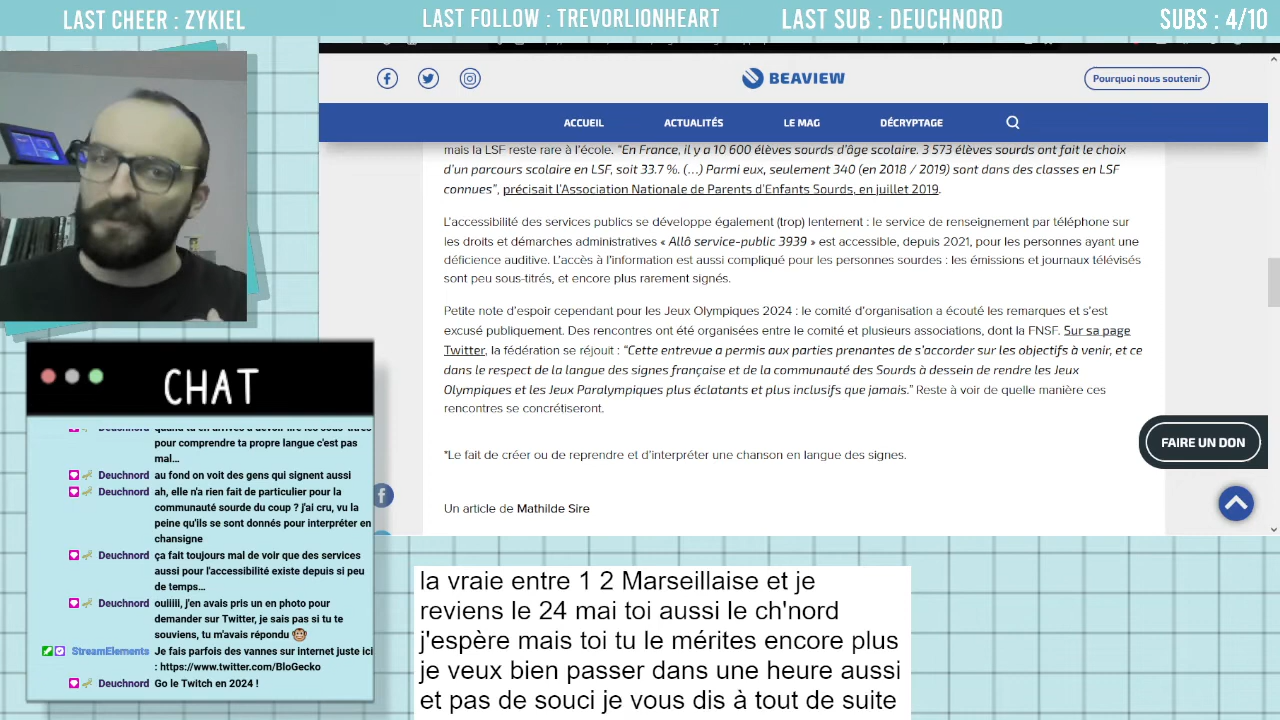 LAST CHEER : ZYKIEL
LAST FOLLOW : TREVORLIONHEART
LAST SUB : DEUCHNORD
SUBS : 4/10
BEAVIEW
Pourquoi nous soutenir
ACCUEIL
ACTUALITÉS
LE MAG
DÉCRYPTAGE
mais la LSF reste rare à l'école. "En France, il y a 10 600 élèves sourds d'âge scolaire. 3 573 élèves sourds ont fait le choix
d'un parcours scolaire en LSF, soit 33.7 %. (…) Parmi eux, seulement 340 (en 2018 / 2019) sont dans des classes en LSF
connues", précisait l'Association Nationale de Parents d'Enfants Sourds, en juillet 2019.
L'accessibilité des services publics se développe également (trop) lentement : le service de renseignement par téléphone sur
les droits et démarches administratives « Allô service-public 3939 » est accessible, depuis 2021, pour les personnes ayant une
déficience auditive. L'accès à l'information est aussi compliqué pour les personnes sourdes : les émissions et journaux télévisés
sont peu sous-titrés, et encore plus rarement signés.
Petite note d'espoir cependant pour les Jeux Olympiques 2024 : le comité d'organisation a écouté les remarques et s'est
excusé publiquement. Des rencontres ont été organisées entre le comité et plusieurs associations, dont la FNSF. Sur sa page
Twitter, la fédération se réjouit : "Cette entrevue a permis aux parties prenantes de s'accorder sur les objectifs à venir, et ce
dans le respect de la langue des signes française et de la communauté des Sourds à dessein de rendre les Jeux
Olympiques et les Jeux Paralympiques plus éclatants et plus inclusifs que jamais." Reste à voir de quelle manière ces
rencontres se concrétiseront.
*Le fait de créer ou de reprendre et d'interpréter une chanson en langue des signes.
Un article de Mathilde Sire
FAIRE UN DON
CHAT
Deuchnord quand tu en arrives à devoir lire les sous-titres
pour comprendre ta propre langue c'est pas
mal...
Deuchnord au fond on voit des gens qui signent aussi
Deuchnord ah, elle n'a rien fait de particulier pour la
communauté sourde du coup ? j'ai cru, vu la
peine qu'ils se sont donnés pour interpréter en
chansigne
Deuchnord ça fait toujours mal de voir que des services
aussi pour l'accessibilité existe depuis si peu
de temps…
Deuchnord ouiiiii, j'en avais pris un en photo pour
demander sur Twitter, je sais pas si tu te
souviens, tu m'avais répondu
StreamElements Je fais parfois des vannes sur internet juste ici
: https://www.twitter.com/BloGecko
Deuchnord Go le Twitch en 2024 !
la vraie entre 1 2 Marseillaise et je
reviens le 24 mai toi aussi le ch'nord
j'espère mais toi tu le mérites encore plus
je veux bien passer dans une heure aussi
et pas de souci je vous dis à tout de suite